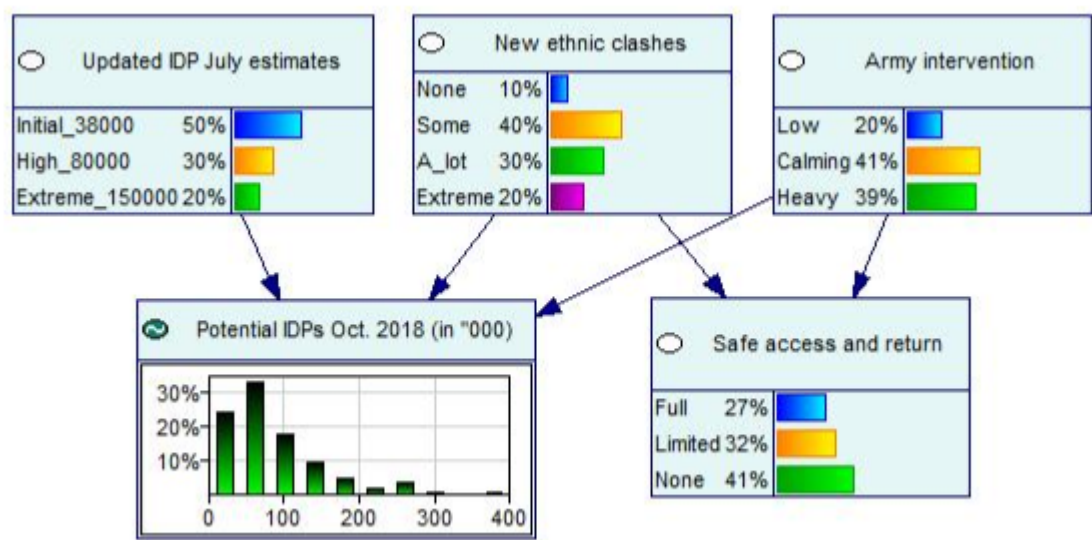 Updated IDP July estimates
Initial_38000 50%
High_80000 30%
Extreme_150000 20%
New ethnic clashes
None 10%
Some 40%
A_lot 30%
Extreme 20%
Army intervention
Low 20%
Calming 41%
Heavy 39%
Potential IDPs Oct. 2018 (in "000)
30%
20%
10%
0 100 200 300 400
Safe access and return
Full 27%
Limited 32%
None 41%